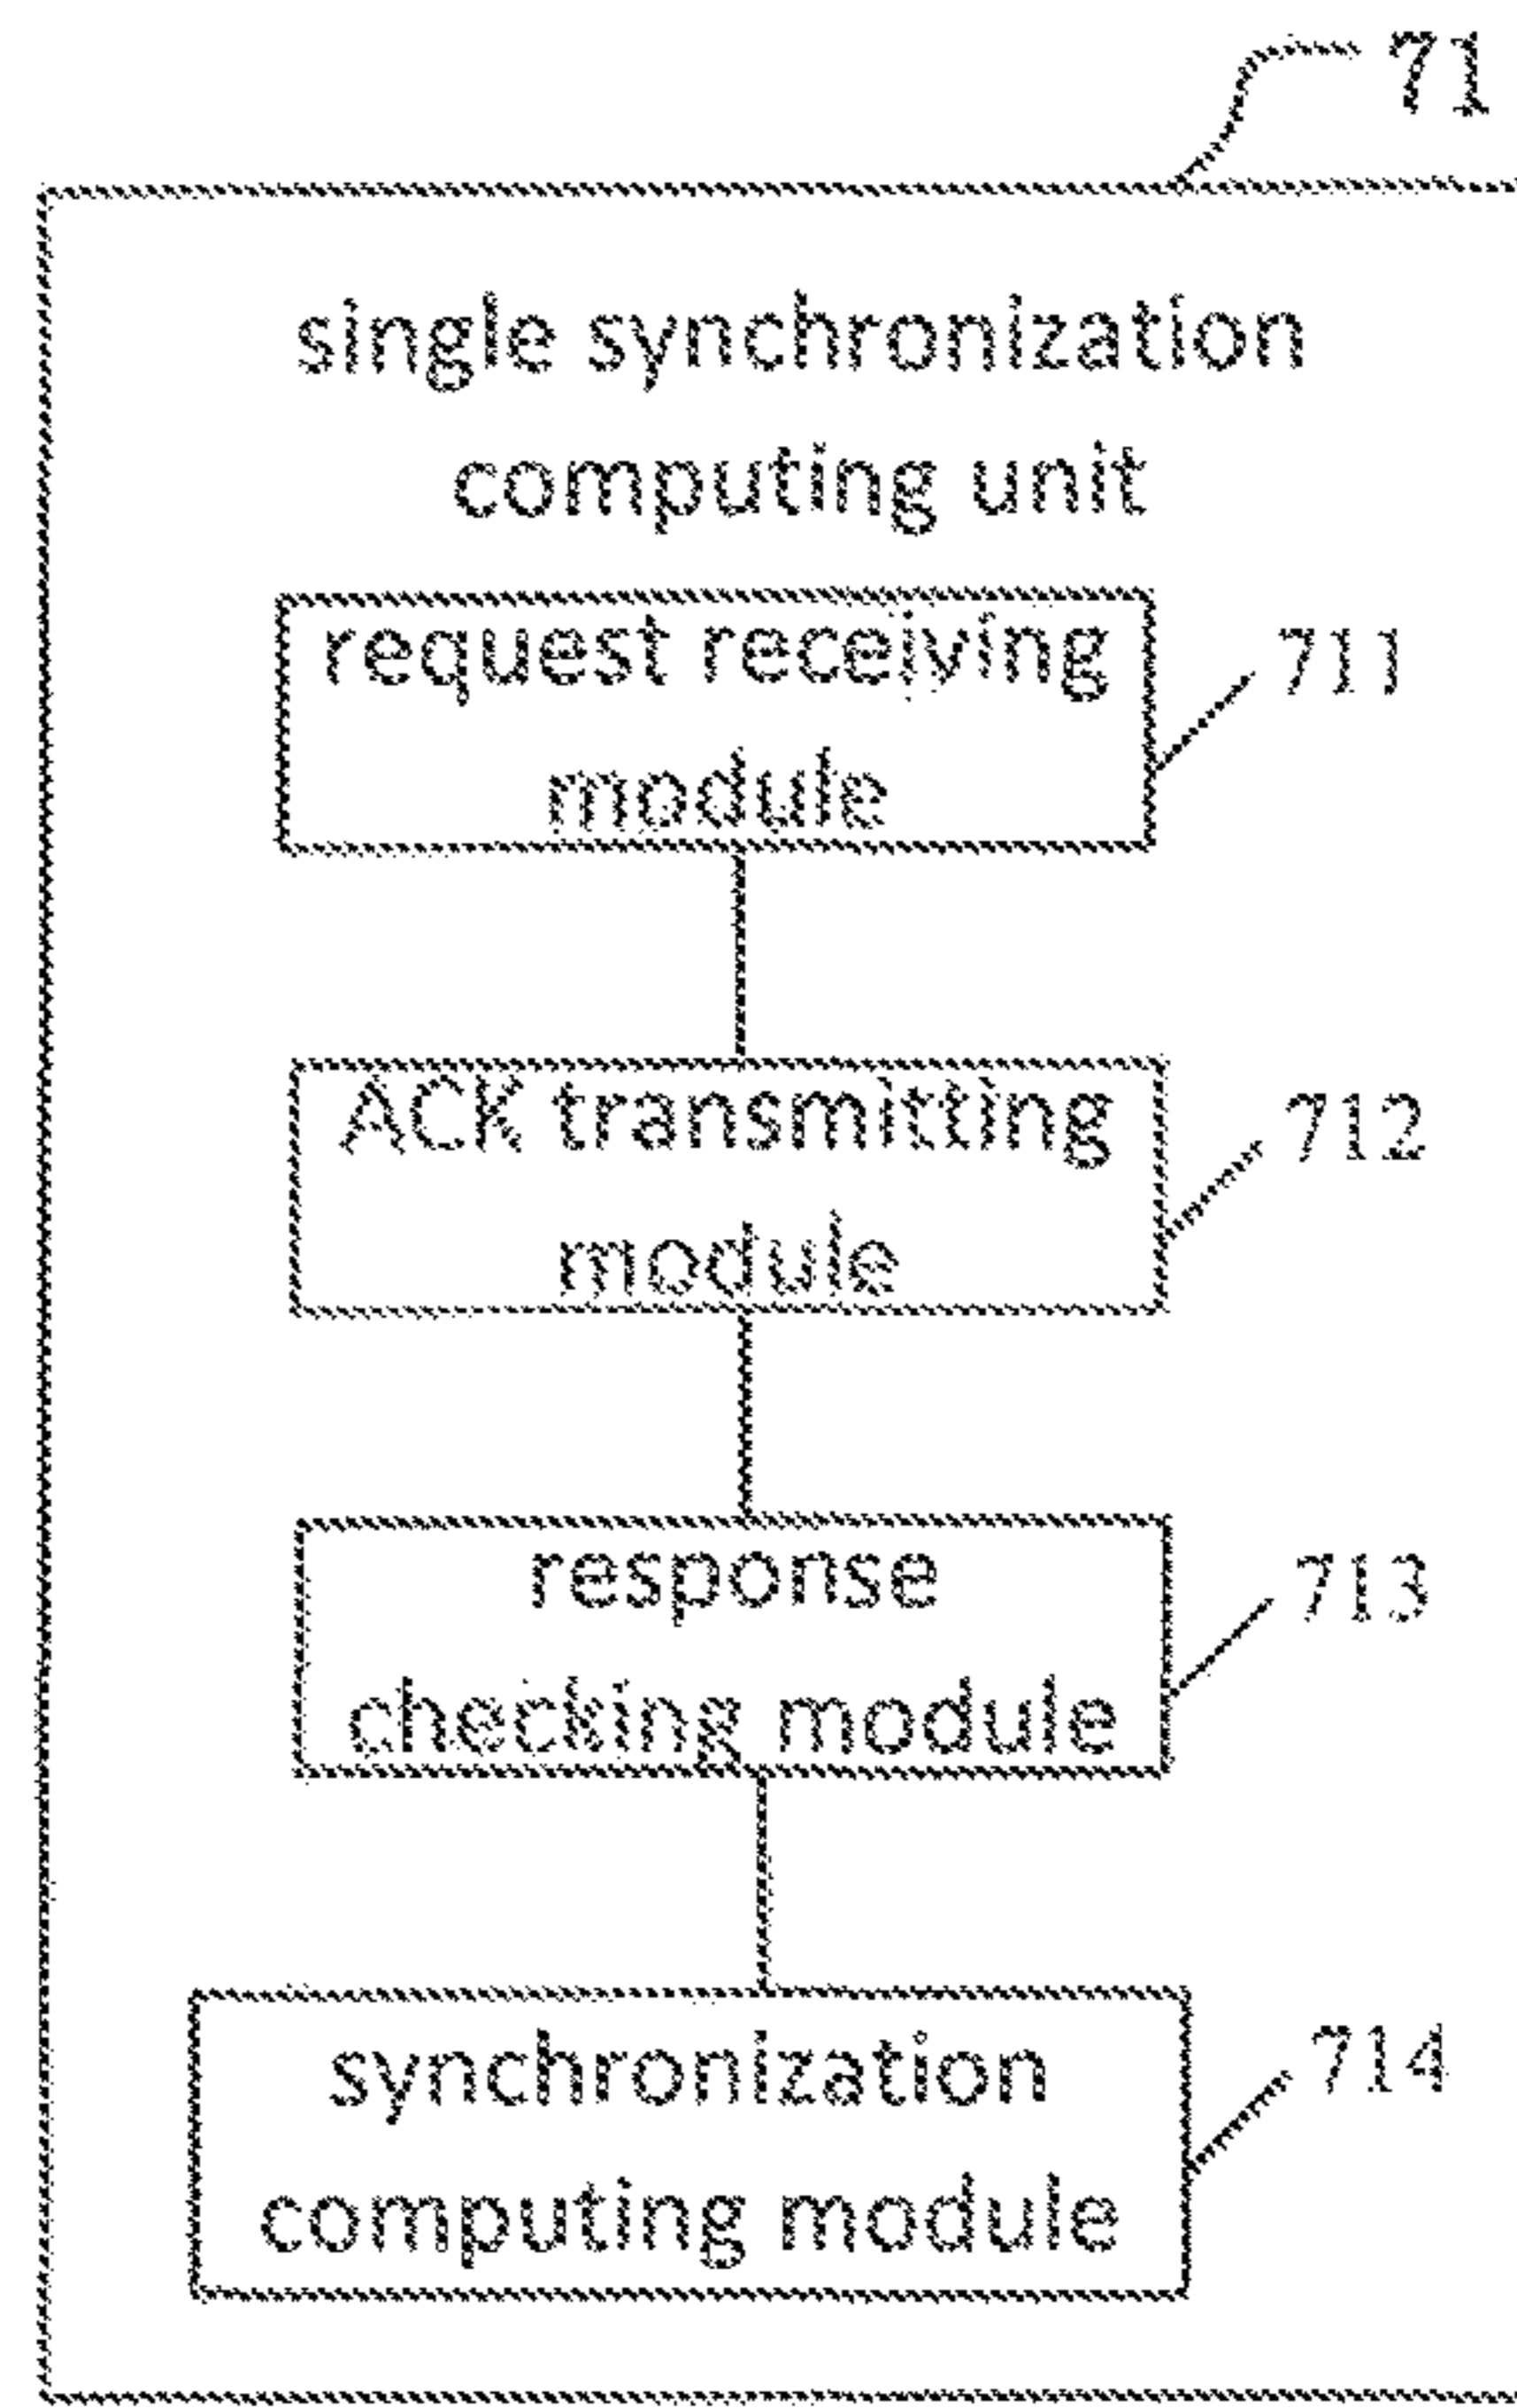 71
single synchronization
computing unit
request receiving
module
711
ACK transmitting
module
712
response
checking module
713
synchronization
computing module
714